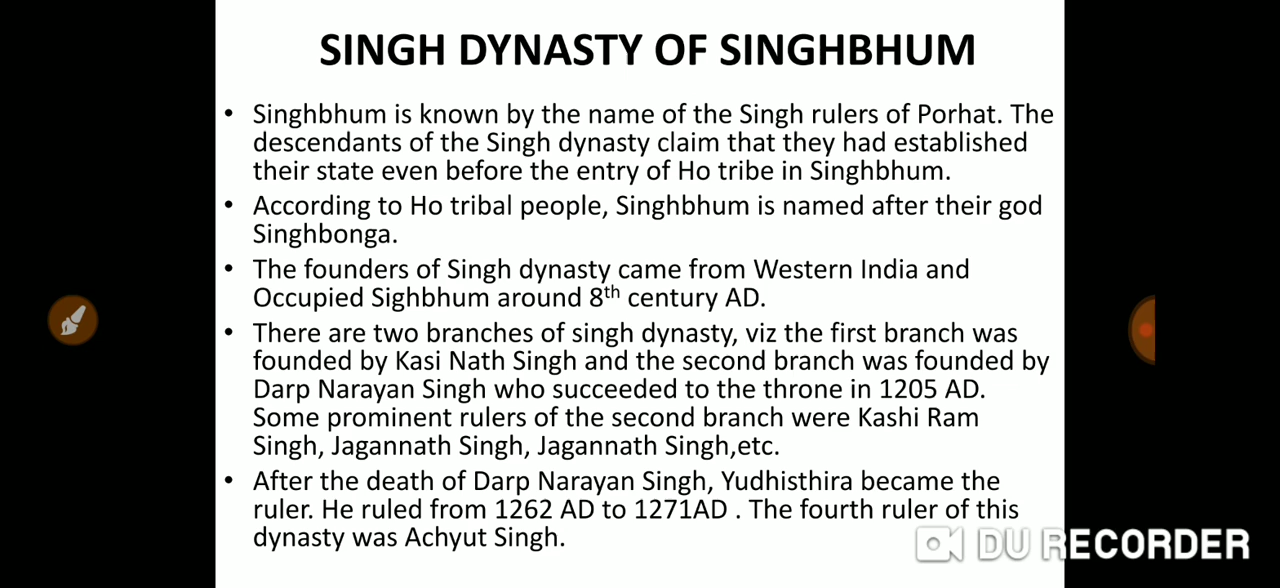 SINGH DYNASTY OF SINGHBHUM
• Singhbhum is known by the name of the Singh rulers of Porhat. The
descendants of the Singh dynasty claim that they had established
their state even before the entry of Ho tribe in Singhbhum.
• According to Ho tribal people, Singhbhum is named after their god
Singhbonga.
• The founders of Singh dynasty came from Western India and
Occupied Sighbhum around 8th century AD.
• There are two branches of singh dynasty, viz the first branch was
founded by Kasi Nath Singh and the second branch was founded by
Darp Narayan Singh who succeeded to the throne in 1205 AD.
Some prominent rulers of the second branch were Kashi Ram
Singh, Jagannath Singh, Jagannath Singh,etc.
• After the death of Darp Narayan Singh, Yudhisthira became the
ruler. He ruled from 1262 AD to 1271AD . The fourth ruler of this
dynasty was Achyut Singh.
DU RECORDER